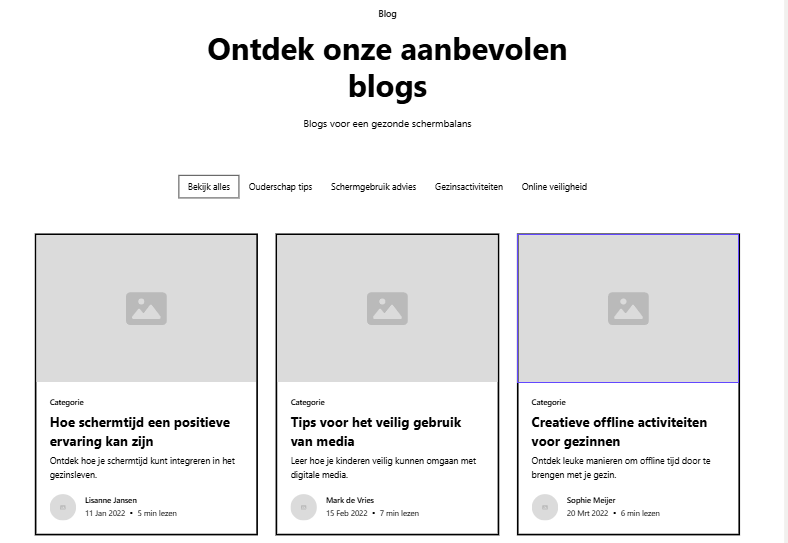 Blog
Ontdek onze aanbevolen
blogs
Blogs voor een gezonde schermbalans
Bekijk alles Ouderschap tips Schermgebruik advies Gezinsactiviteiten Online veiligheid
Categorie
Hoe schermtijd een positieve
ervaring kan zijn
Ontdek hoe je schermtijd kunt integreren in het
gezinsleven.
Lisanne Jansen
11 Jan 2022 • 5 min lezen
Categorie
Tips voor het veilig gebruik
van media
Leer hoe je kinderen veilig kunnen omgaan met
digitale media.
Mark de Vries
15 Feb 2022 • 7 min lezen
Categorie
Creatieve offline activiteiten
voor gezinnen
Ontdek leuke manieren om offline tijd door te
brengen met je gezin.
Sophie Meijer
20 Mrt 2022 • 6 min lezen